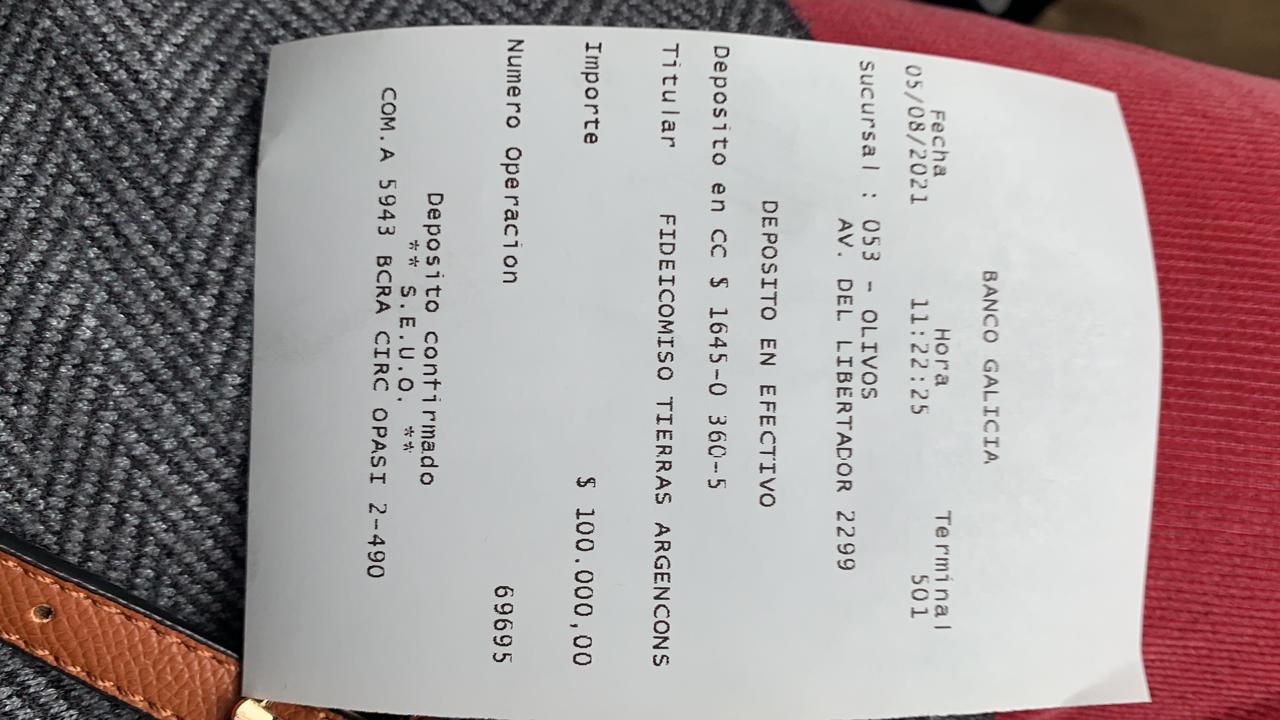 BANCO GALICIA
Fecha Hora Terminal
05/08/2021 11:22:25 501
sucursal : 053 - OLIVOS
AV. DEL LIBERTADOR 2299
DEPOSITO EN EFECTIVO
Deposito en CC $ 1645-0 360-5
Titular FIDEICOMISO TIERRAS ARGENCONS
Importe $ 100.000,00
Numero Operacion 69695
Deposito confirmado
** S.E.U.O. **
COM.A 5943 BCRA CIRC OPASI 2-490